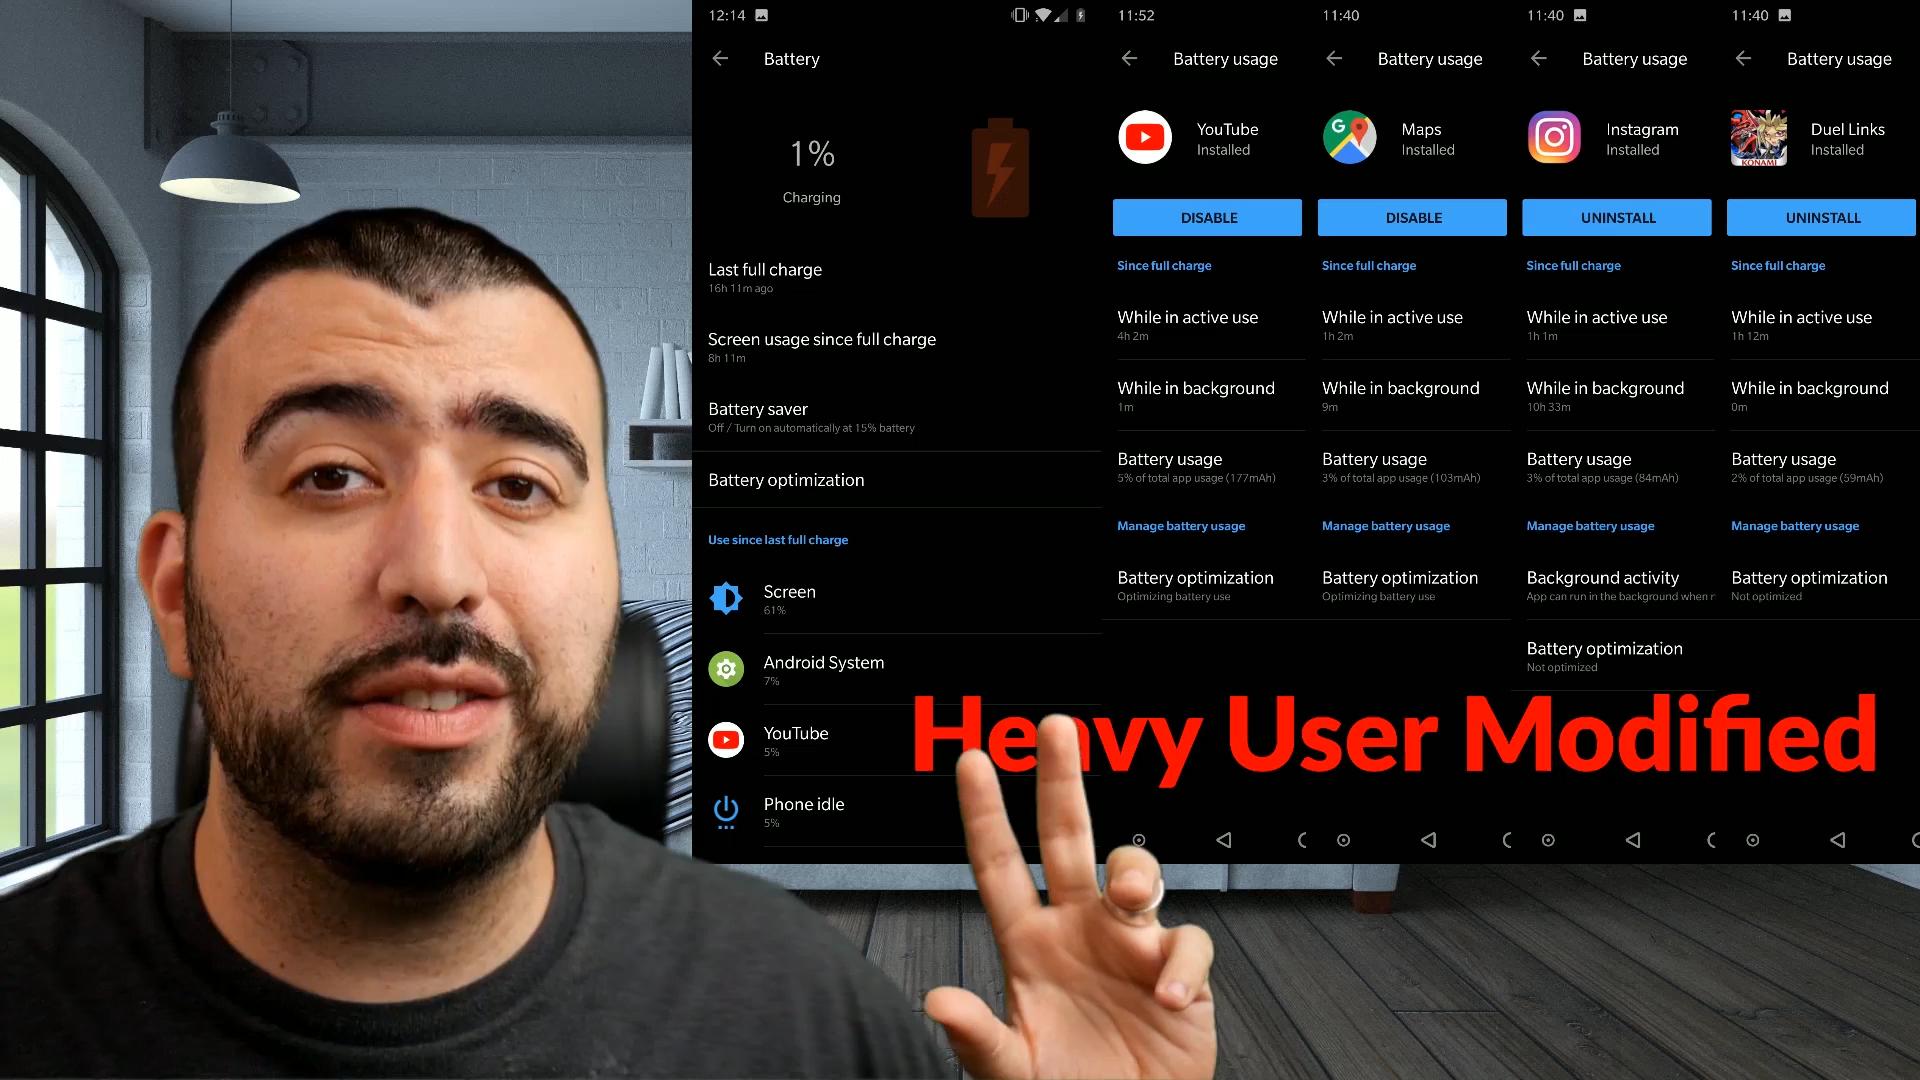 12:14
Battery
1%
Charging
Last full charge
16h 11m ago
Screen usage since full charge
8h 11m
Battery saver
Off / Turn on automatically at 15% battery
Battery optimization
Use since last full charge
Screen
61%
Android System
7%
YouTube
5%
Phone idle
5%
11:52
Battery usage
YouTube
Installed
DISABLE
Since full charge
While in active use
4h 2m
While in background
1m
Battery usage
5% of total app usage (177mAh)
Manage battery usage
Battery optimization
Optimizing battery use
11:40
Battery usage
G
Maps
Installed
DISABLE
Since full charge
While in active use
1h 2m
While in background
9m
Battery usage
3% of total app usage (103mAh)
Manage battery usage
Battery optimization
Optimizing battery use
11:40
Battery usage
Instagram
Installed
UNINSTALL
Since full charge
While in active use
1h 1m
While in background
10h 33m
Battery usage
3% of total app usage (84mAh)
Manage battery usage
Background activity
App can run in the background when
Battery optimization
Not optimized
11:40
Battery usage
KONAMI
Duel Links
Installed
UNINSTALL
Since full charge
While in active use
1h 12m
While in background
0m
Battery usage
2% of total app usage (59mAh)
Manage battery usage
Battery optimization
Not optimized
Heavy User Modified